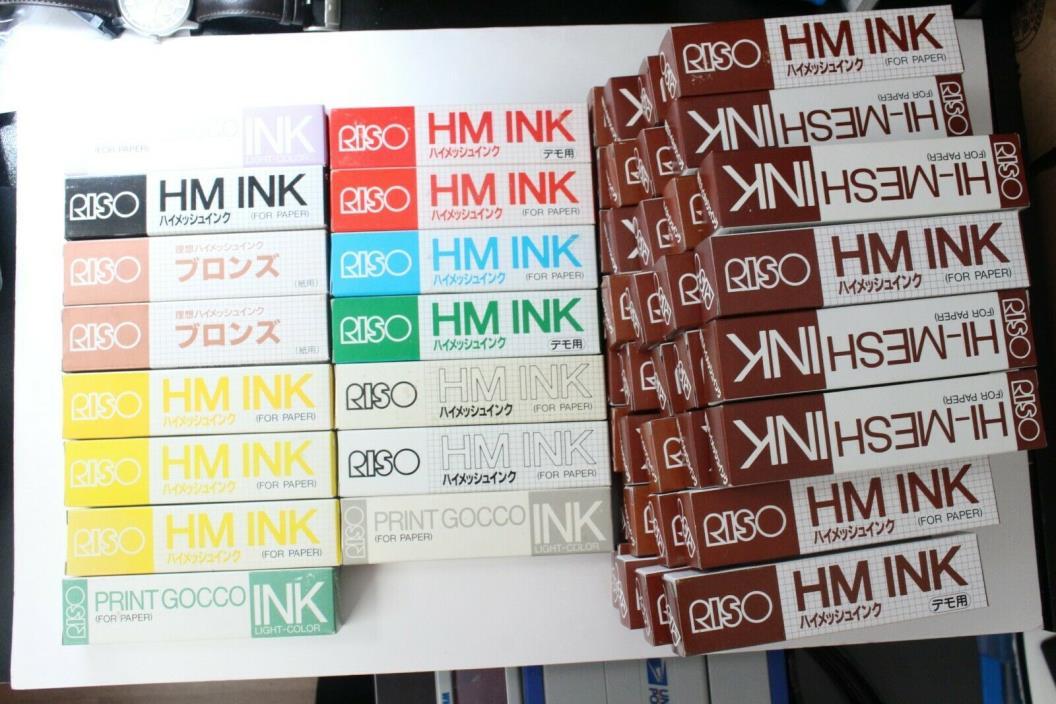 INK
(FOR PAPER)
LIGHT-COLOR
RISO
HM INK
ハイメッシュインク
(FOR PAPER)
RISO
理想ハイメッシュインク
ブロンズ
(紙用)
RISO
理想ハイメッシュインク
ブロンズ
(紙用)
RISO
HM INK
ハイメッシュインク
(FOR PAPER)
RISO
HM INK
ハイメッシュインク
(FOR PAPER)
RISO
HM INK
ハイメッシュインク
(FOR PAPER)
RISO
PRINT GOCCO
(FOR PAPER)
INK
LIGHT-COLOR
RISO
HM INK
ハイメッシュインク
デモ用
RISO
HM INK
ハイメッシュインク
(FOR PAPER)
RISO
HM INK
ハイメッシュインク
(FOR PAPER)
RISO
HM INK
ハイメッシュインク
デモ用
RISO
HM INK
ハイメッシュインク
(FOR PAPER)
RISO
HM INK
ハイメッシュインク
(FOR PAPER)
RISO
PRINT GOCCO
(FOR PAPER)
INK
LIGHT-COLOR
RISO
HM INK
ハイメッシュインク
(FOR PAPER)
RISO
HI-MESH INK
(FOR PAPER)
RISO
HI-MESH INK
(FOR PAPER)
RISO
HM INK
ハイメッシュインク
(FOR PAPER)
RISO
HI-MESH INK
(FOR PAPER)
RISO
HI-MESH INK
(FOR PAPER)
RISO
HM INK
ハイメッシュインク
(FOR PAPER)
RISO
HM INK
ハイメッシュインク
デモ用